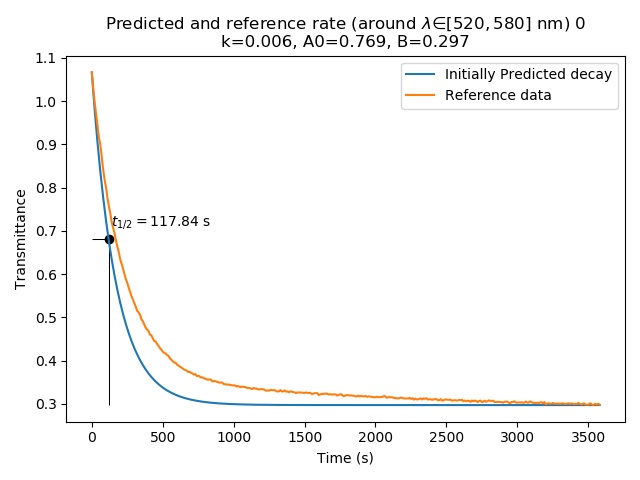 Predicted and reference rate (around λ∈[520, 580] nm) 0
k=0.006, A0=0.769, B=0.297
Initially Predicted decay
Reference data
t1/2 = 117.84 s
Transmittance
1.1
1.0
0.9
0.8
0.7
0.6
0.5
0.4
0.3
0 500 1000 1500 2000 2500 3000 3500
Time (s)